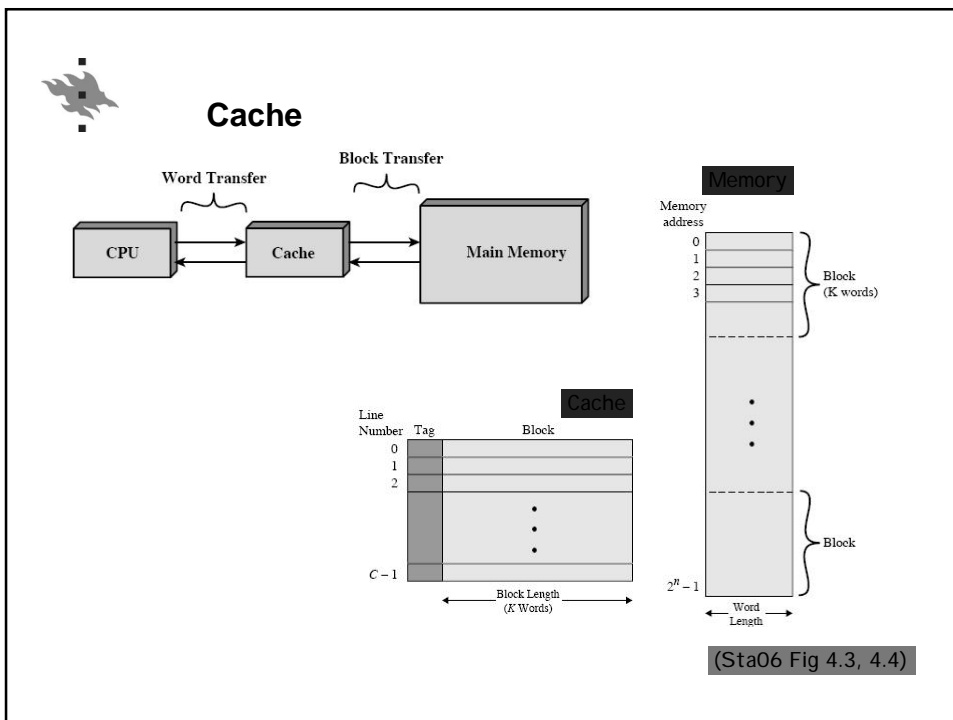 Cache
Block Transfer
Word Transfer
CPU
Cache
Main Memory
Memory
Memory
address
0
1
2
3
Block
(K words)
Block
2ⁿ – 1
Word
Length
Cache
Line
Number Tag Block
0
1
2
C – 1
Block Length
(K Words)
(Sta06 Fig 4.3, 4.4)